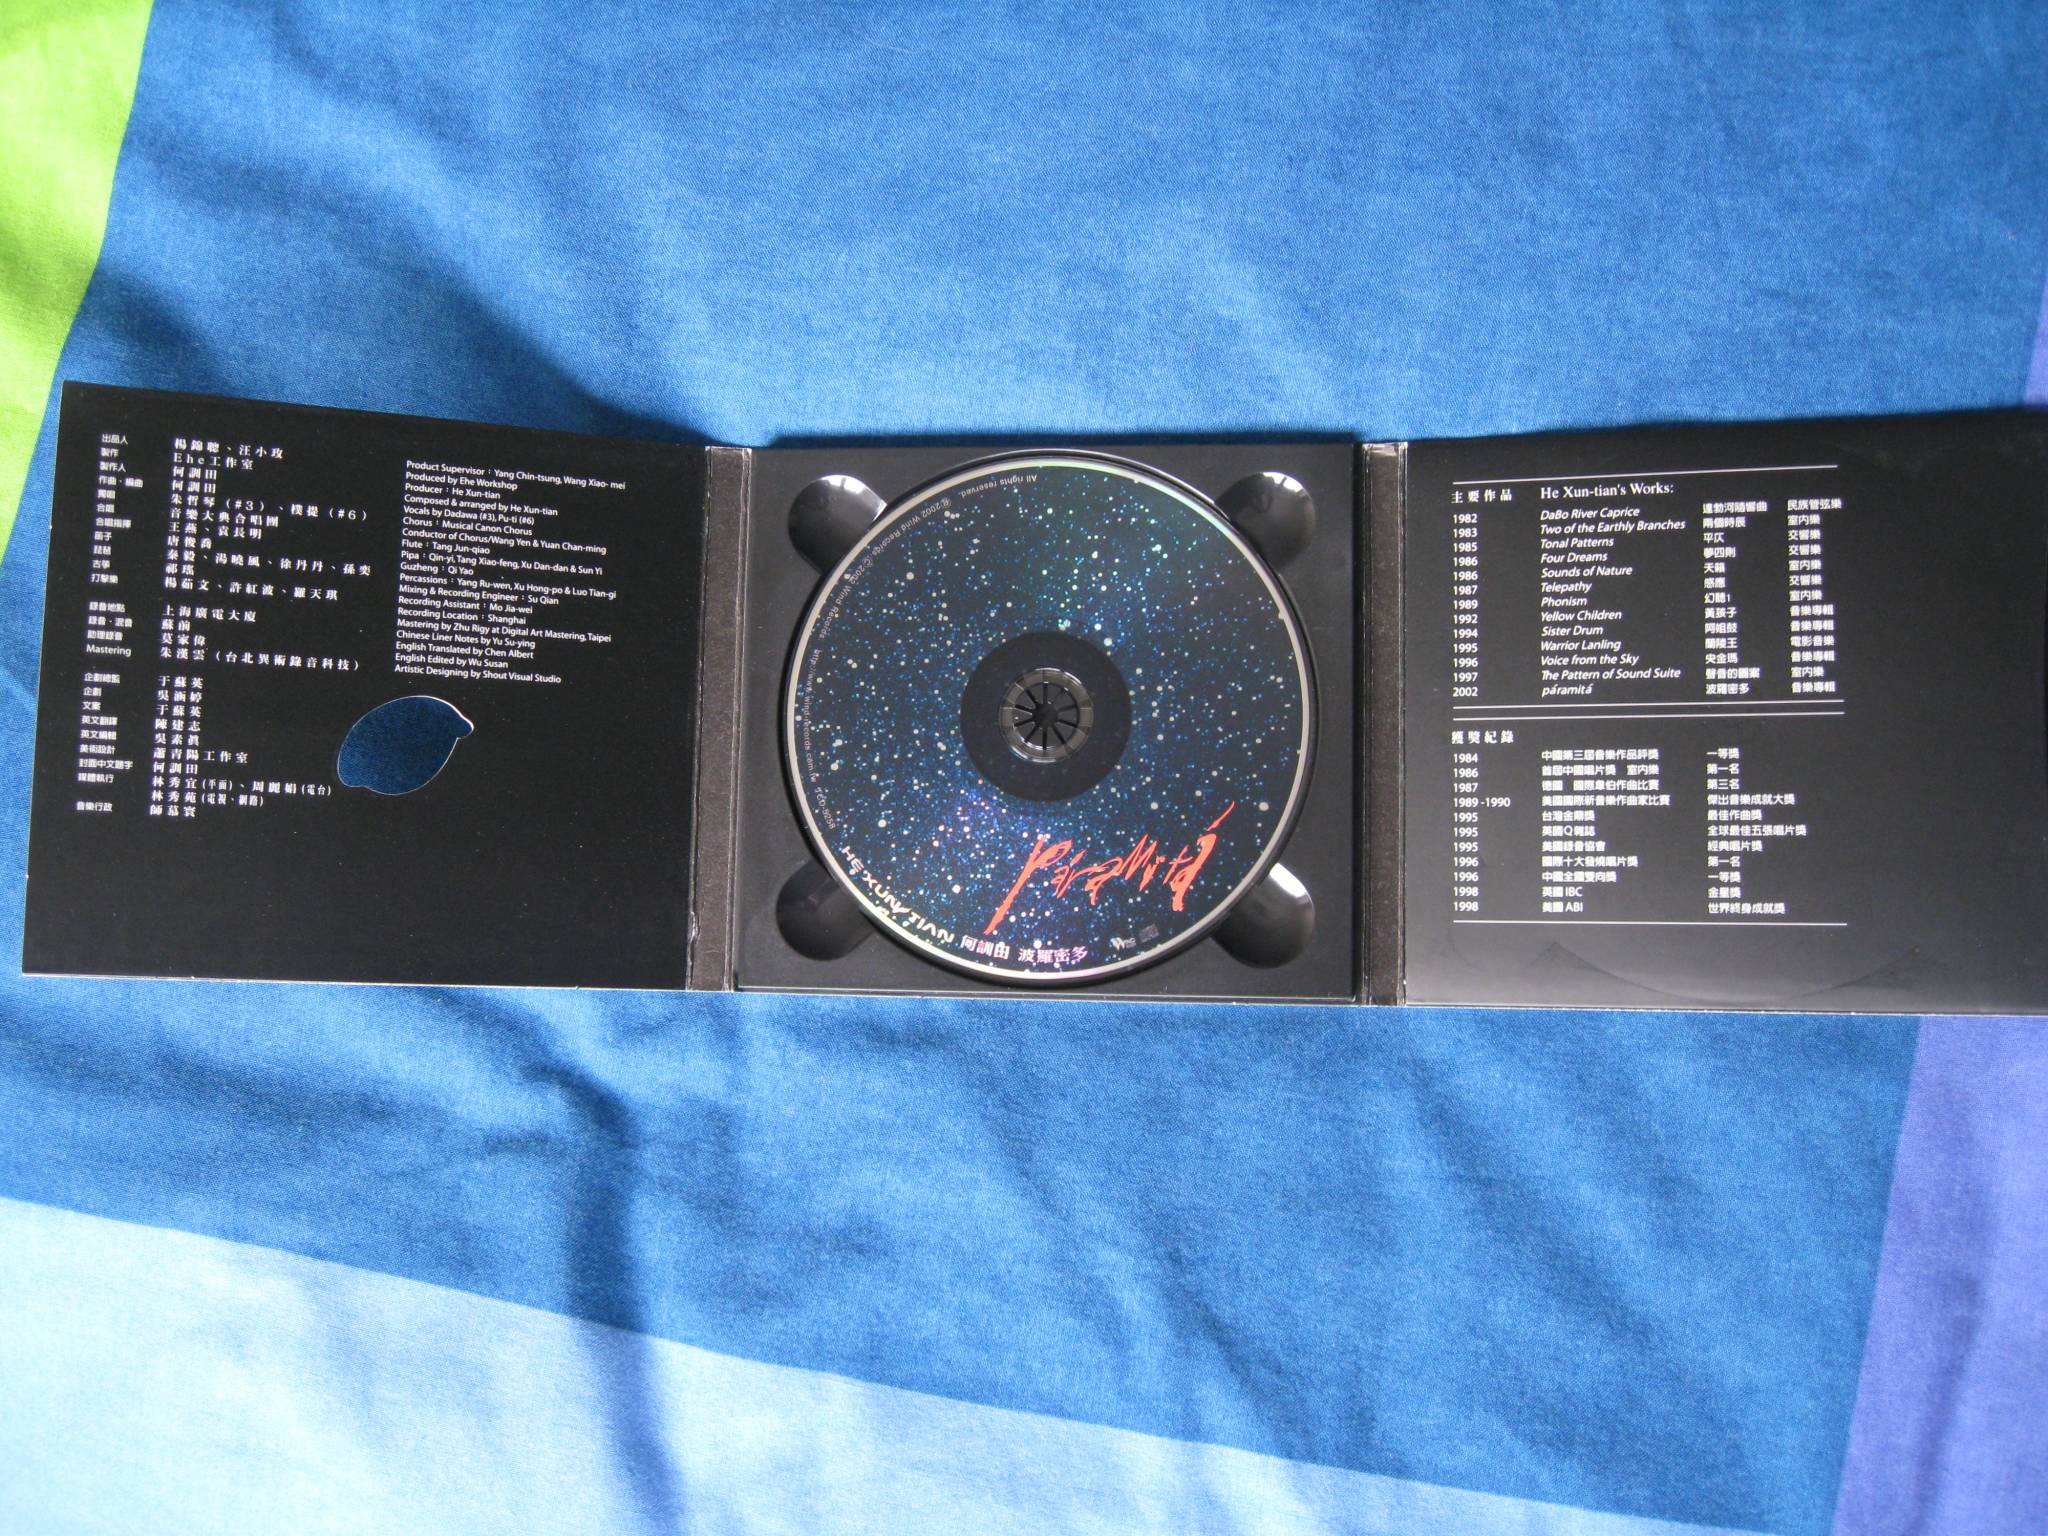 出品人 楊錦聰、汪小玫
製作 Ehe工作室
製作人 何訓田
作曲・編曲 何訓田
獨唱 朱哲琴（#3）、樸提（#6）
合唱 音樂大典合唱團
合唱指揮 王燕、袁長明
笛子 唐俊喬
琵琶 秦毅、湯曉風、徐丹丹、孫奕
古箏 祁瑤
打擊樂 楊茹文、許紅波、羅天琪
錄音地點 上海廣電大廈
錄音・混音 蘇前
助理錄音 莫家偉
Mastering 朱漢雲（台北異術錄音科技）
企劃總監 于蘇英
企劃 吳涵婷
文案 于蘇英
英文翻譯 陳建志
英文編輯 吳素真
美術設計 蕭青陽工作室
封面中文題字 何訓田
媒體執行 林秀宜(平面)、周麗娟(電台)
林秀苑(電視、網路)
音樂行政 師慕寰
Product Supervisor：Yang Chin-tsung, Wang Xiao- mei
Produced by Ehe Workshop
Producer：He Xun-tian
Composed & arranged by He Xun-tian
Vocals by Dadawa (#3), Pu-ti (#6)
Chorus：Musical Canon Chorus
Conductor of Chorus/Wang Yen & Yuan Chan-ming
Flute：Tang Jun-qiao
Pipa：Qin-yi, Tang Xiao-feng, Xu Dan-dan & Sun Yi
Guzheng：Qi Yao
Percassions：Yang Ru-wen, Xu Hong-po & Luo Tian-gi
Mixing & Recording Engineer：Su Qian
Recording Assistant：Mo Jia-wei
Recording Location：Shanghai
Mastering by Zhu Rigy at Digital Art Mastering, Taipei
Chinese Liner Notes by Yu Su-ying
English Translated by Chen Albert
English Edited by Wu Susan
Artistic Designing by Shout Visual Studio
All rights reserved. ℗2002 Wind Records. ©2002 Wind Records. http://www.wind-records.com.tw TCD-9258
páramitá
HE XUN-TIAN 何訓田 波羅密多 Wind
主要作品 He Xun-tian's Works:
1982 DaBo River Caprice 達勃河隨響曲 民族管弦樂
1983 Two of the Earthly Branches 兩個時辰 室內樂
1985 Tonal Patterns 平仄 交響樂
1986 Four Dreams 夢四則 交響樂
1986 Sounds of Nature 天籟 室內樂
1987 Telepathy 感應 交響樂
1989 Phonism 幻聽1 室內樂
1992 Yellow Children 黃孩子 音樂專輯
1994 Sister Drum 阿姐鼓 音樂專輯
1995 Warrior Lanling 蘭陵王 電影音樂
1996 Voice from the Sky 央金瑪 音樂專輯
1997 The Pattern of Sound Suite 聲音的圖案 室內樂
2002 páramitá 波羅密多 音樂專輯
獲獎紀錄
1984 中國第三屆音樂作品評獎 一等獎
1986 首屆中國唱片獎 室內樂 第一名
1987 德國 國際韋伯作曲比賽 第三名
1989 -1990 美國國際新音樂作曲家比賽 傑出音樂成就大獎
1995 台灣金鼎獎 最佳作曲獎
1995 英國Q雜誌 全球最佳五張唱片獎
1995 美國錄音協會 經典唱片獎
1996 國際十大發燒唱片獎 第一名
1996 中國全國雙向獎 一等獎
1998 英國 IBC 金星獎
1998 美國 ABI 世界終身成就獎